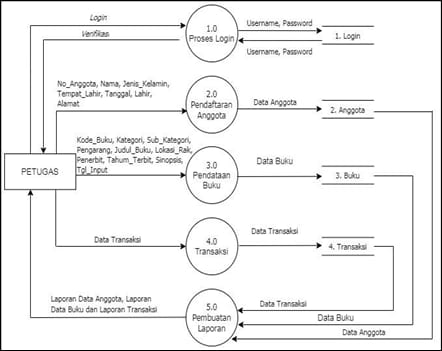 Login
Verifikasi
1.0
Proses Login
Username, Password
1. Login
Username, Password
No_Anggota, Nama, Jenis_Kelamin,
Tempat_Lahir, Tanggal, Lahir,
Alamat
2.0
Pendaftaran
Anggota
Data Anggota
2. Anggota
Kode_Buku, Kategori, Sub_Kategori,
Pengarang, Judul_Buku, Lokasi_Rak,
Penerbit, Tahum_Terbit, Sinopsis,
Tgl_Input
PETUGAS
3.0
Pendataan
Buku
Data Buku
3. Buku
Data Transaksi
4.0
Transaksi
Data Transaksi
4. Transaksi
Laporan Data Anggota, Laporan
Data Buku dan Laporan Transaksi
5.0
Pembuatan
Laporan
Data Transaksi
Data Buku
Data Anggota